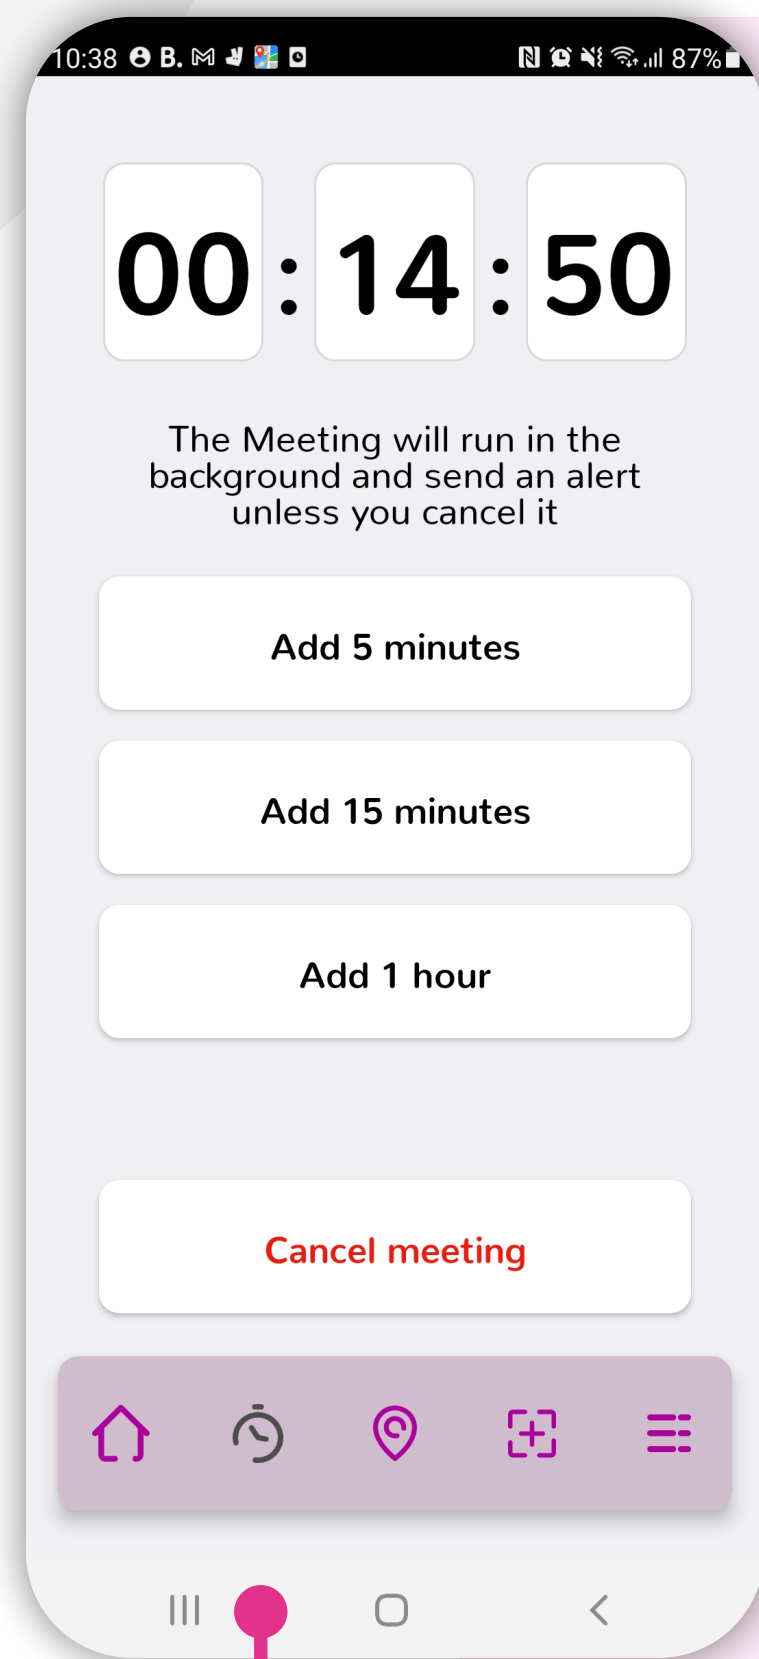 10:38 B. 87%
00 : 14 : 50
The Meeting will run in the
background and send an alert
unless you cancel it
Add 5 minutes
Add 15 minutes
Add 1 hour
Cancel meeting